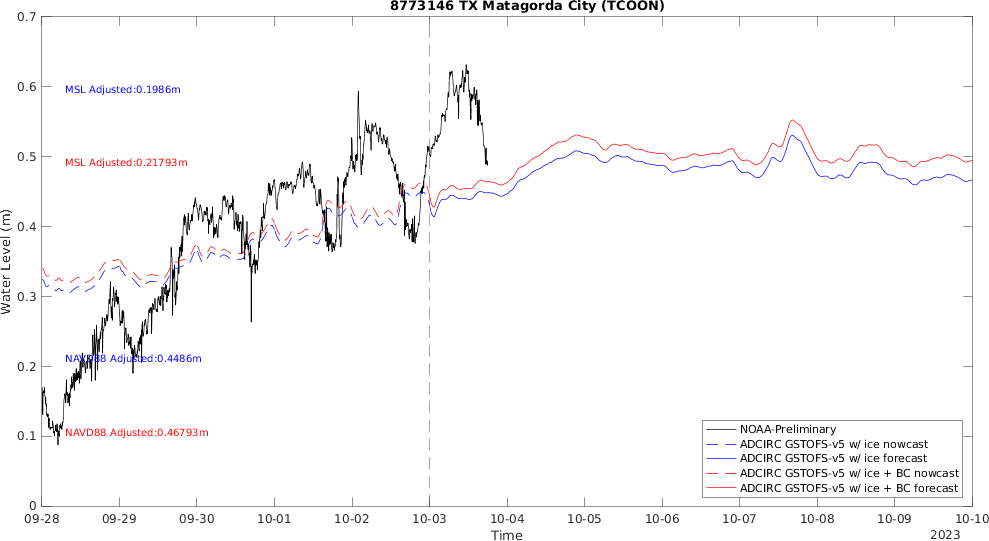 8773146 TX Matagorda City (TCOON)
0.7
0.6
0.5
0.4
0.3
0.2
0.1
0
Water Level (m)
MSL Adjusted:0.1986m
MSL Adjusted:0.21793m
NAVD88 Adjusted:0.4486m
NAVD88 Adjusted:0.46793m
NOAA-Preliminary
ADCIRC GSTOFS-v5 w/ ice nowcast
ADCIRC GSTOFS-v5 w/ ice forecast
ADCIRC GSTOFS-v5 w/ ice + BC nowcast
ADCIRC GSTOFS-v5 w/ ice + BC forecast
09-28 09-29 09-30 10-01 10-02 10-03 10-04 10-05 10-06 10-07 10-08 10-09 10-10
Time
2023